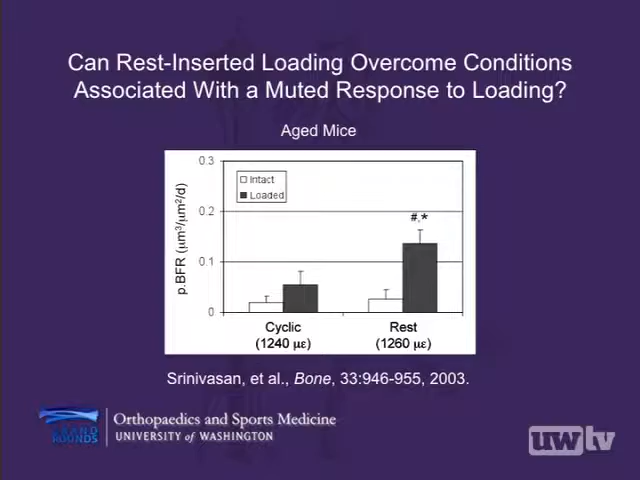 Can Rest-Inserted Loading Overcome Conditions
Associated With a Muted Response to Loading?
Aged Mice
p.BFR (μm³/μm²/d)
0.3
0.2
0.1
0
Intact
Loaded
#,*
Cyclic
(1240 με)
Rest
(1260 με)
Srinivasan, et al., Bone, 33:946-955, 2003.
GRAND
ROUNDS
Orthopaedics and Sports Medicine
UNIVERSITY of WASHINGTON
uwtv